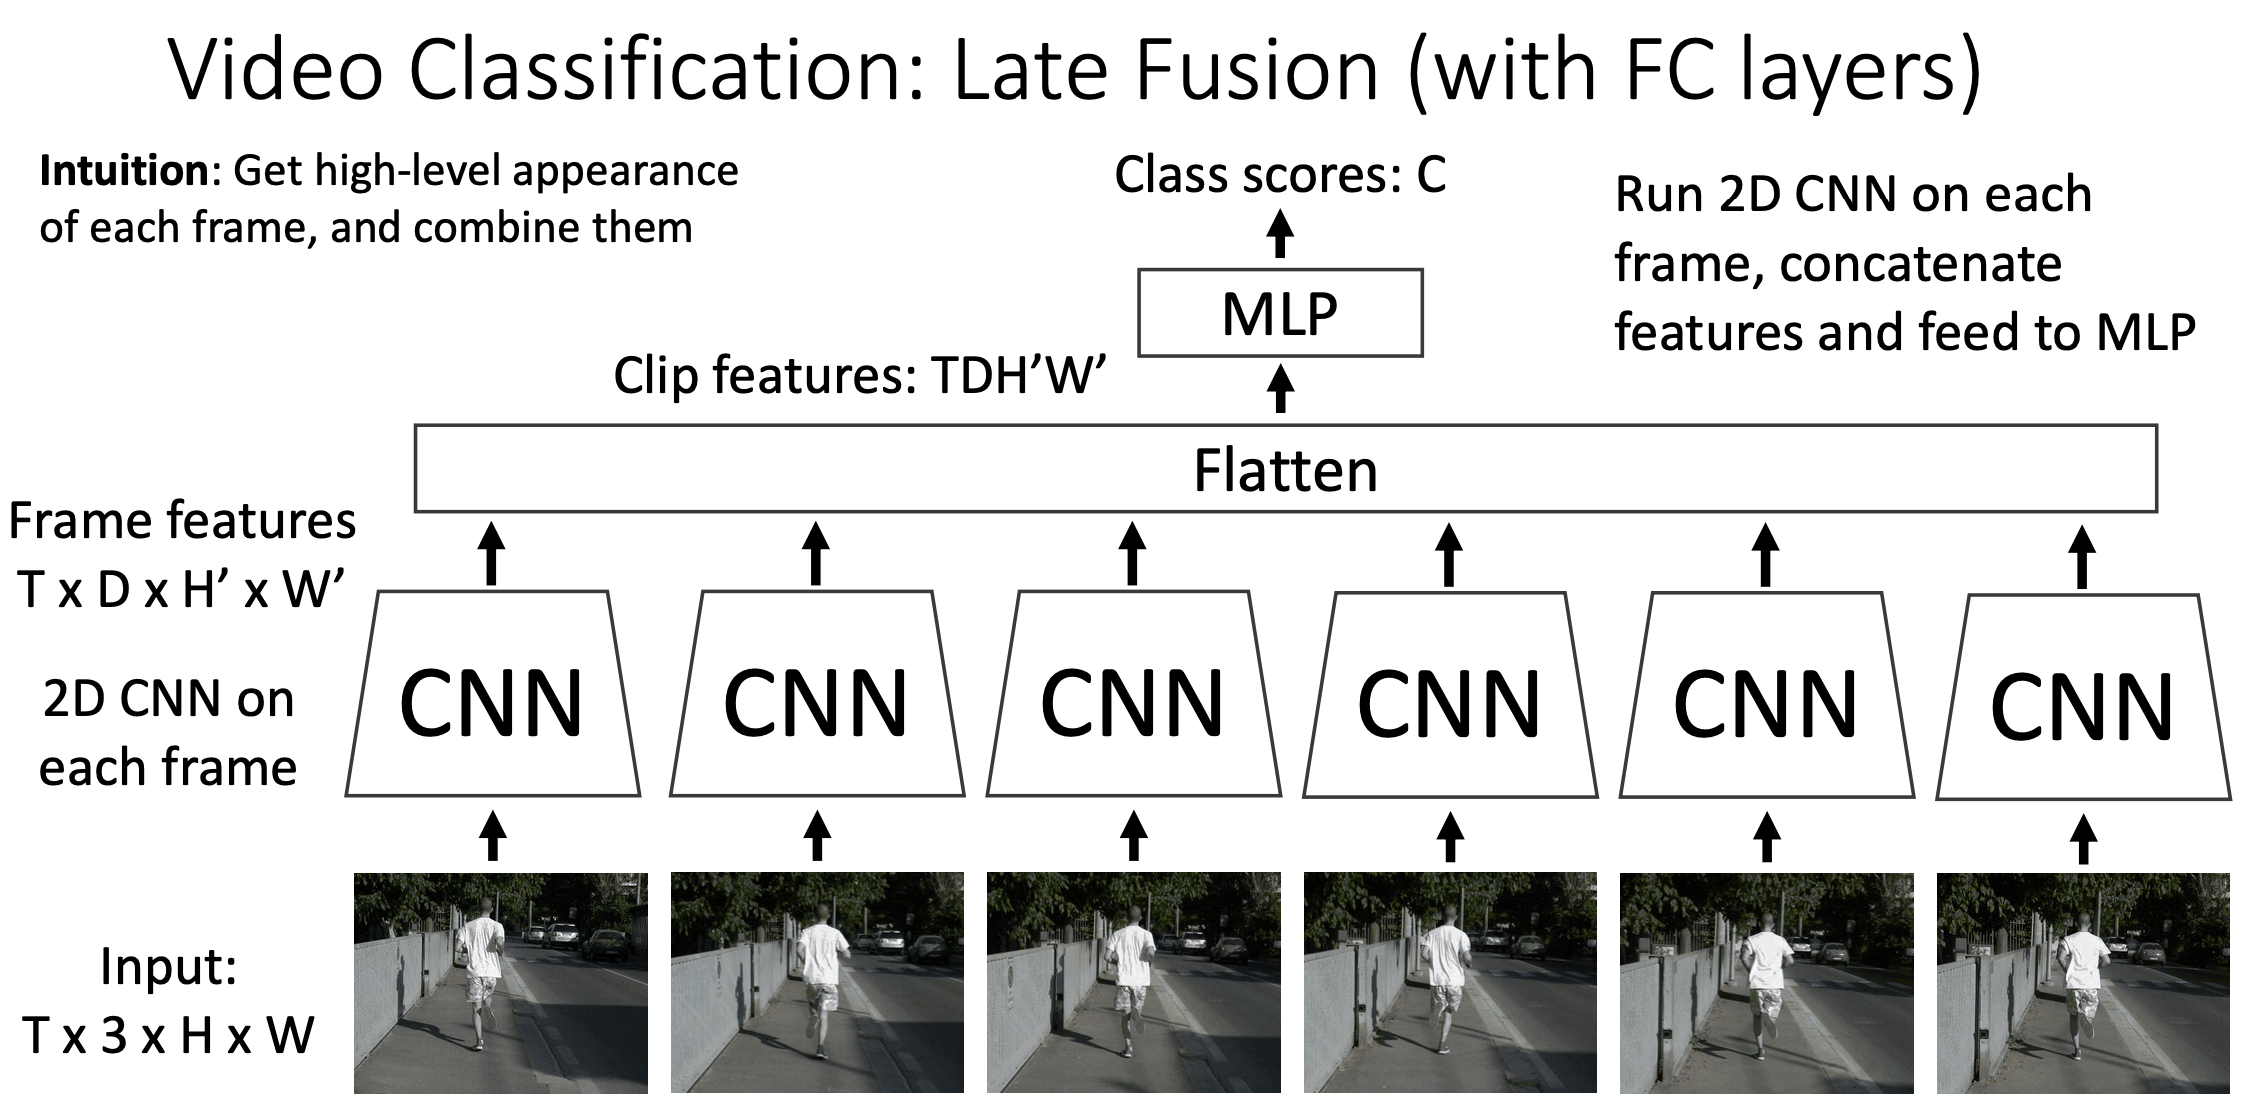 Video Classification: Late Fusion (with FC layers)
Intuition: Get high-level appearance
of each frame, and combine them
Class scores: C
Run 2D CNN on each
frame, concatenate
features and feed to MLP
MLP
Clip features: TDH’W’
Flatten
Frame features
T x D x H’ x W’
CNN CNN CNN CNN CNN CNN
2D CNN on
each frame
Input:
T x 3 x H x W